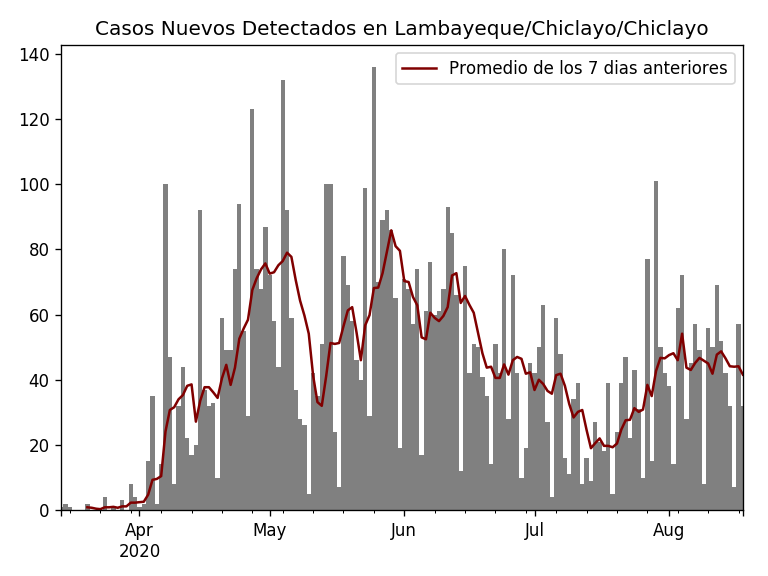 Casos Nuevos Detectados en Lambayeque/Chiclayo/Chiclayo
Promedio de los 7 dias anteriores
140
120
100
80
60
40
20
0
Apr
2020
May
Jun
Jul
Aug